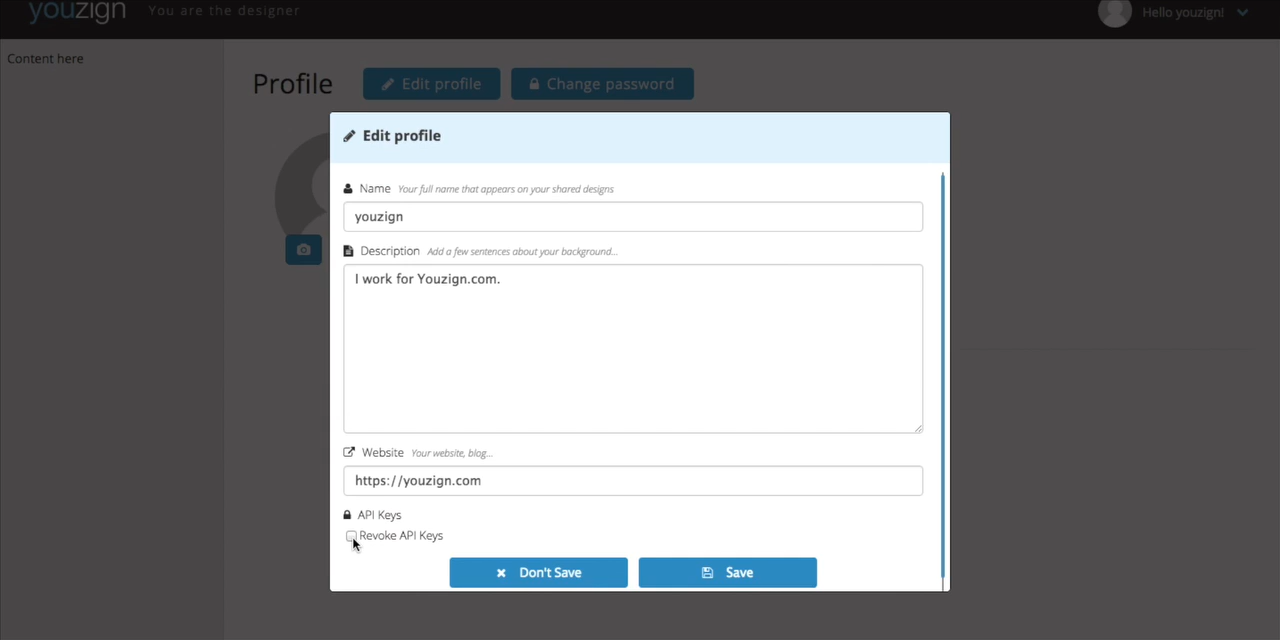 youzign You are the designer Hello youzign!
Content here
Profile Edit profile Change password
Edit profile
Name Your full name that appears on your shared designs
youzign
Description Add a few sentences about your background...
I work for Youzign.com.
Website Your website, blog...
https://youzign.com
API Keys
Revoke API Keys
Don't Save Save